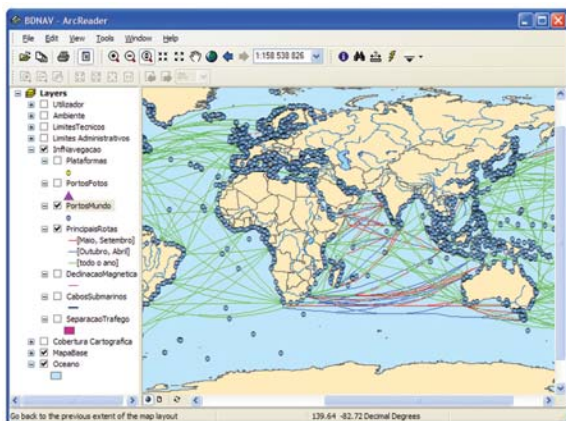 BDNAV - ArcReader
File Edit View Tools Window Help
1:158 538 826
Layers
Utilizador
Ambiente
LimitesTecnicos
Limites Administrativos
InfNavegacao
Plataformas
PortosFotos
PortosMundo
PrincipaisRotas
[Maio, Setembro]
[Outubro, Abril]
[todo o ano]
DeclinacaoMagnetica
CabosSubmarinos
SeparacaoTrafego
Cobertura Cartografica
MapaBase
Oceano
Go back to the previous extent of the map layout 139.64 -82.72 Decimal Degrees